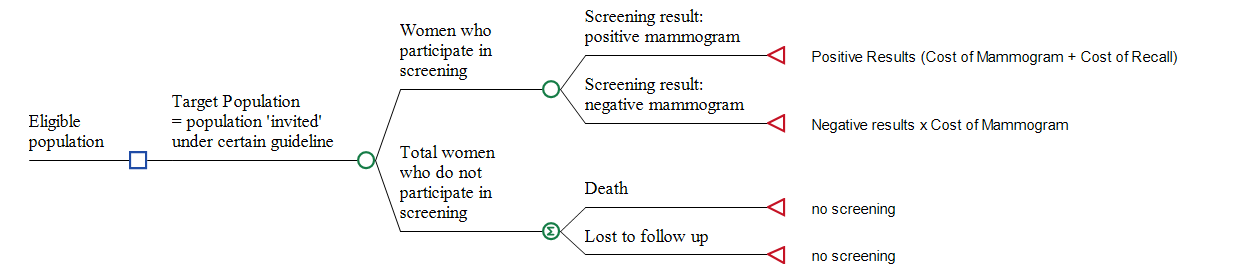 Eligible
population
Target Population
= population 'invited'
under certain guideline
Women who
participate in
screening
Screening result:
positive mammogram
Positive Results (Cost of Mammogram + Cost of Recall)
Screening result:
negative mammogram
Negative results x Cost of Mammogram
Total women
who do not
participate in
screening
Σ
Death
no screening
Lost to follow up
no screening